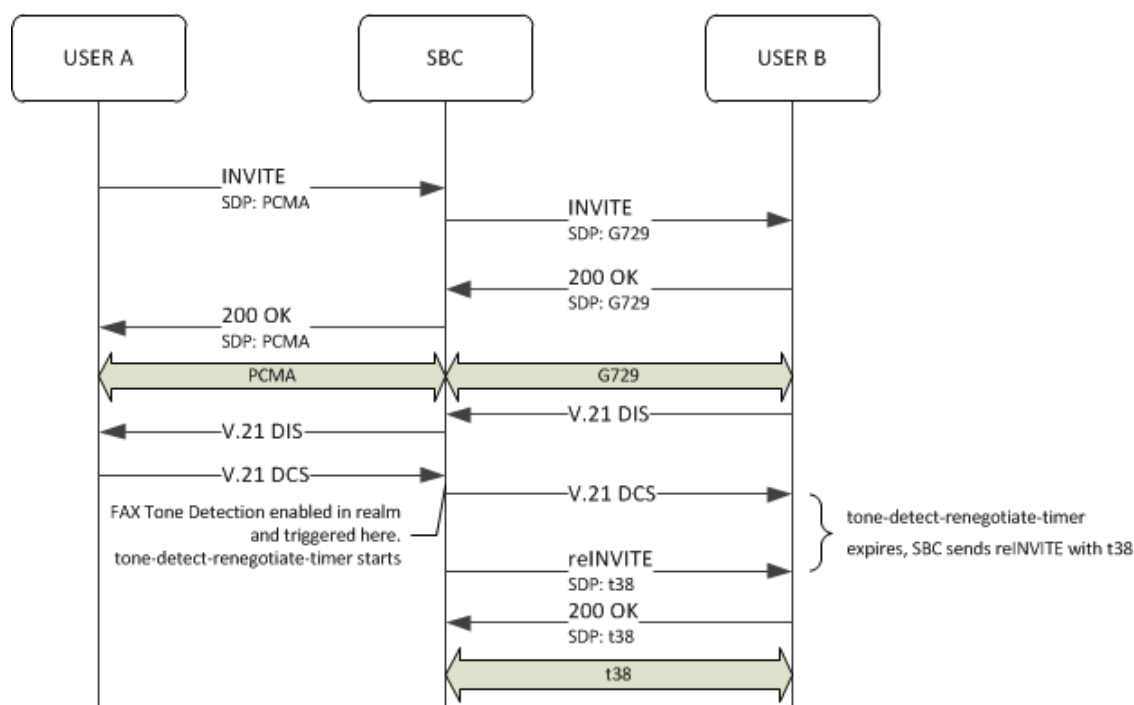 USER A
SBC
USER B
INVITE
SDP: PCMA
INVITE
SDP: G729
200 OK
SDP: G729
200 OK
SDP: PCMA
PCMA
G729
V.21 DIS
V.21 DIS
V.21 DCS
V.21 DCS
FAX Tone Detection enabled in realm
and triggered here.
tone-detect-renegotiate-timer starts
tone-detect-renegotiate-timer
expires, SBC sends reINVITE with t38
reINVITE
SDP: t38
200 OK
SDP: t38
t38